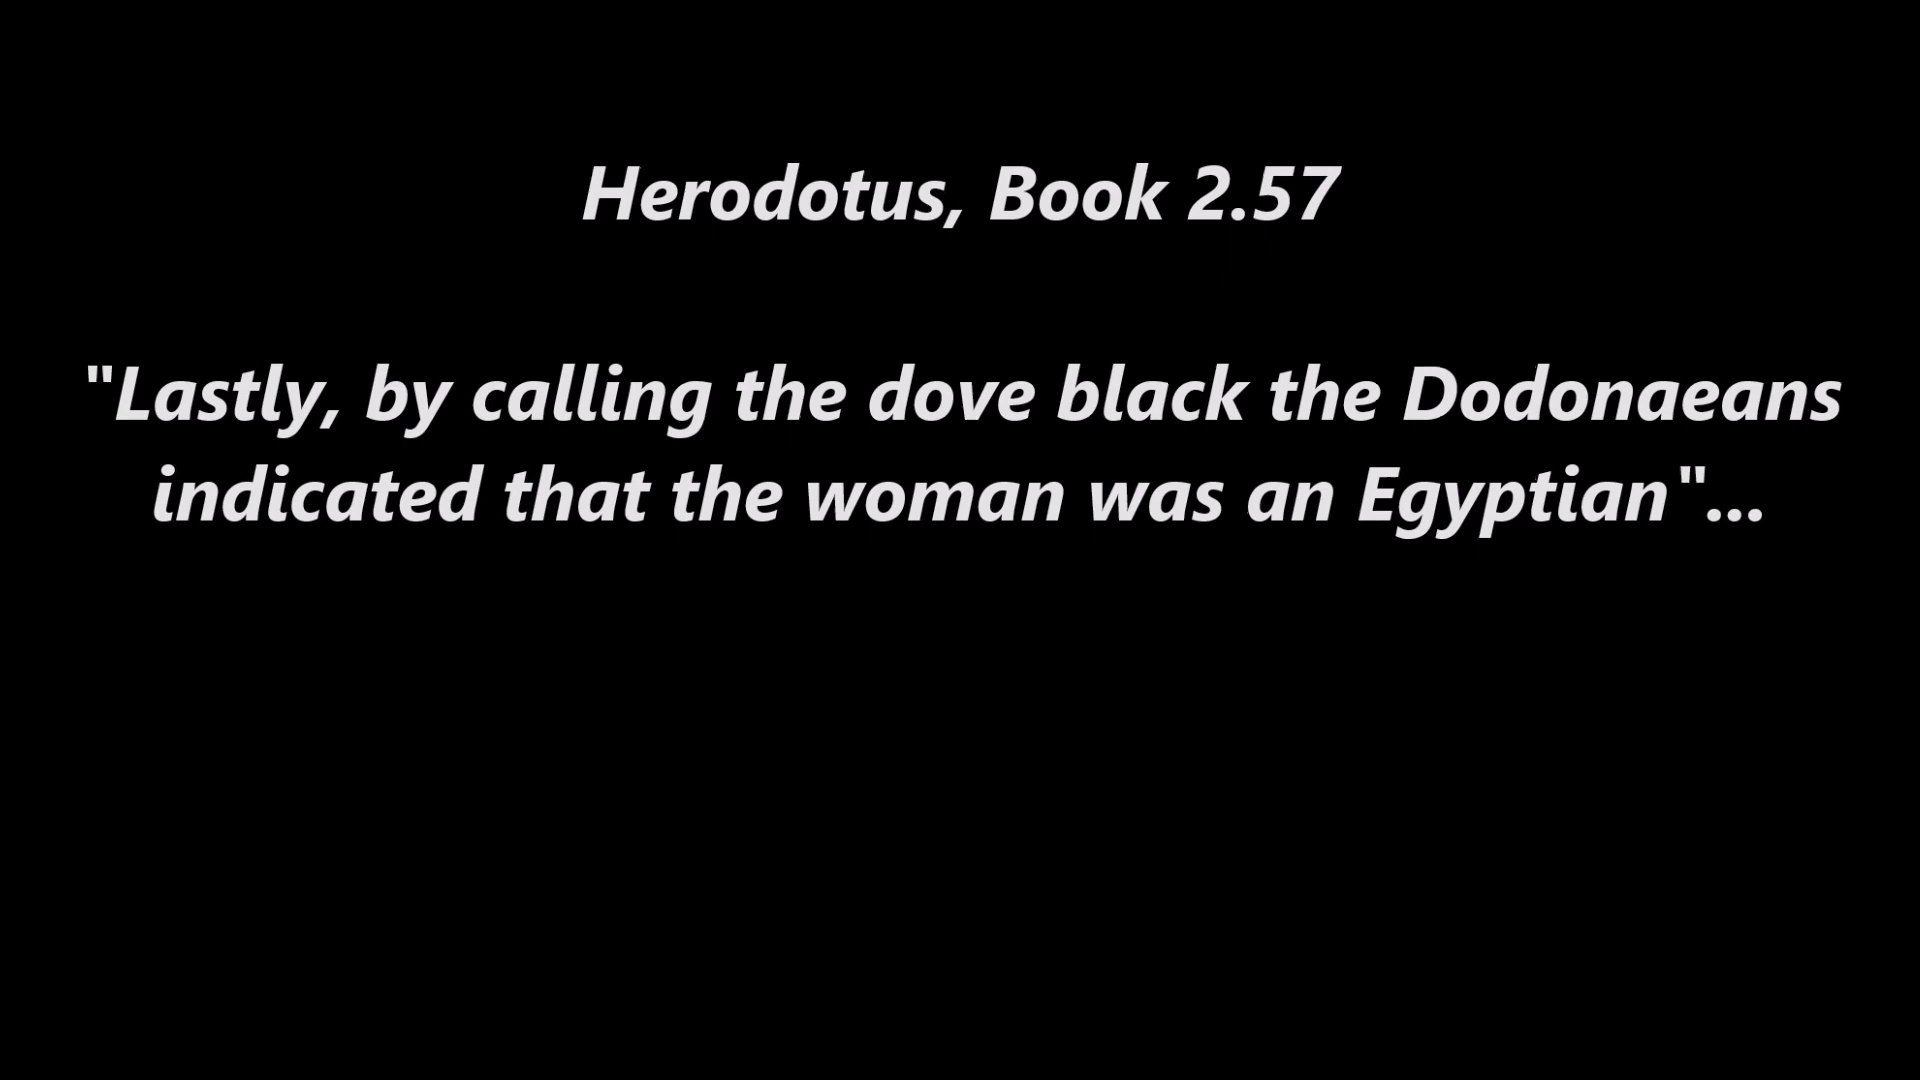 Herodotus, Book 2.57
"Lastly, by calling the dove black the Dodonaeans
indicated that the woman was an Egyptian"...